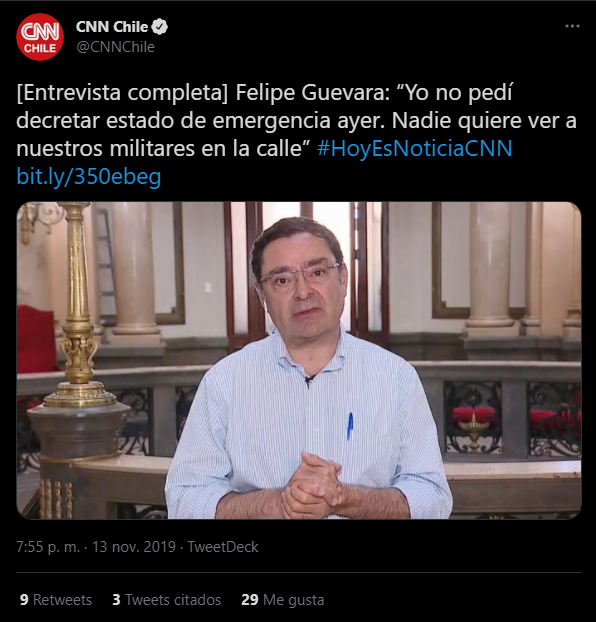 CNN
CHILE
CNN Chile
@CNNChile
[Entrevista completa] Felipe Guevara: “Yo no pedí
decretar estado de emergencia ayer. Nadie quiere ver a
nuestros militares en la calle” #HoyEsNoticiaCNN
bit.ly/350ebeg
7:55 p. m. · 13 nov. 2019 · TweetDeck
9 Retweets 3 Tweets citados 29 Me gusta